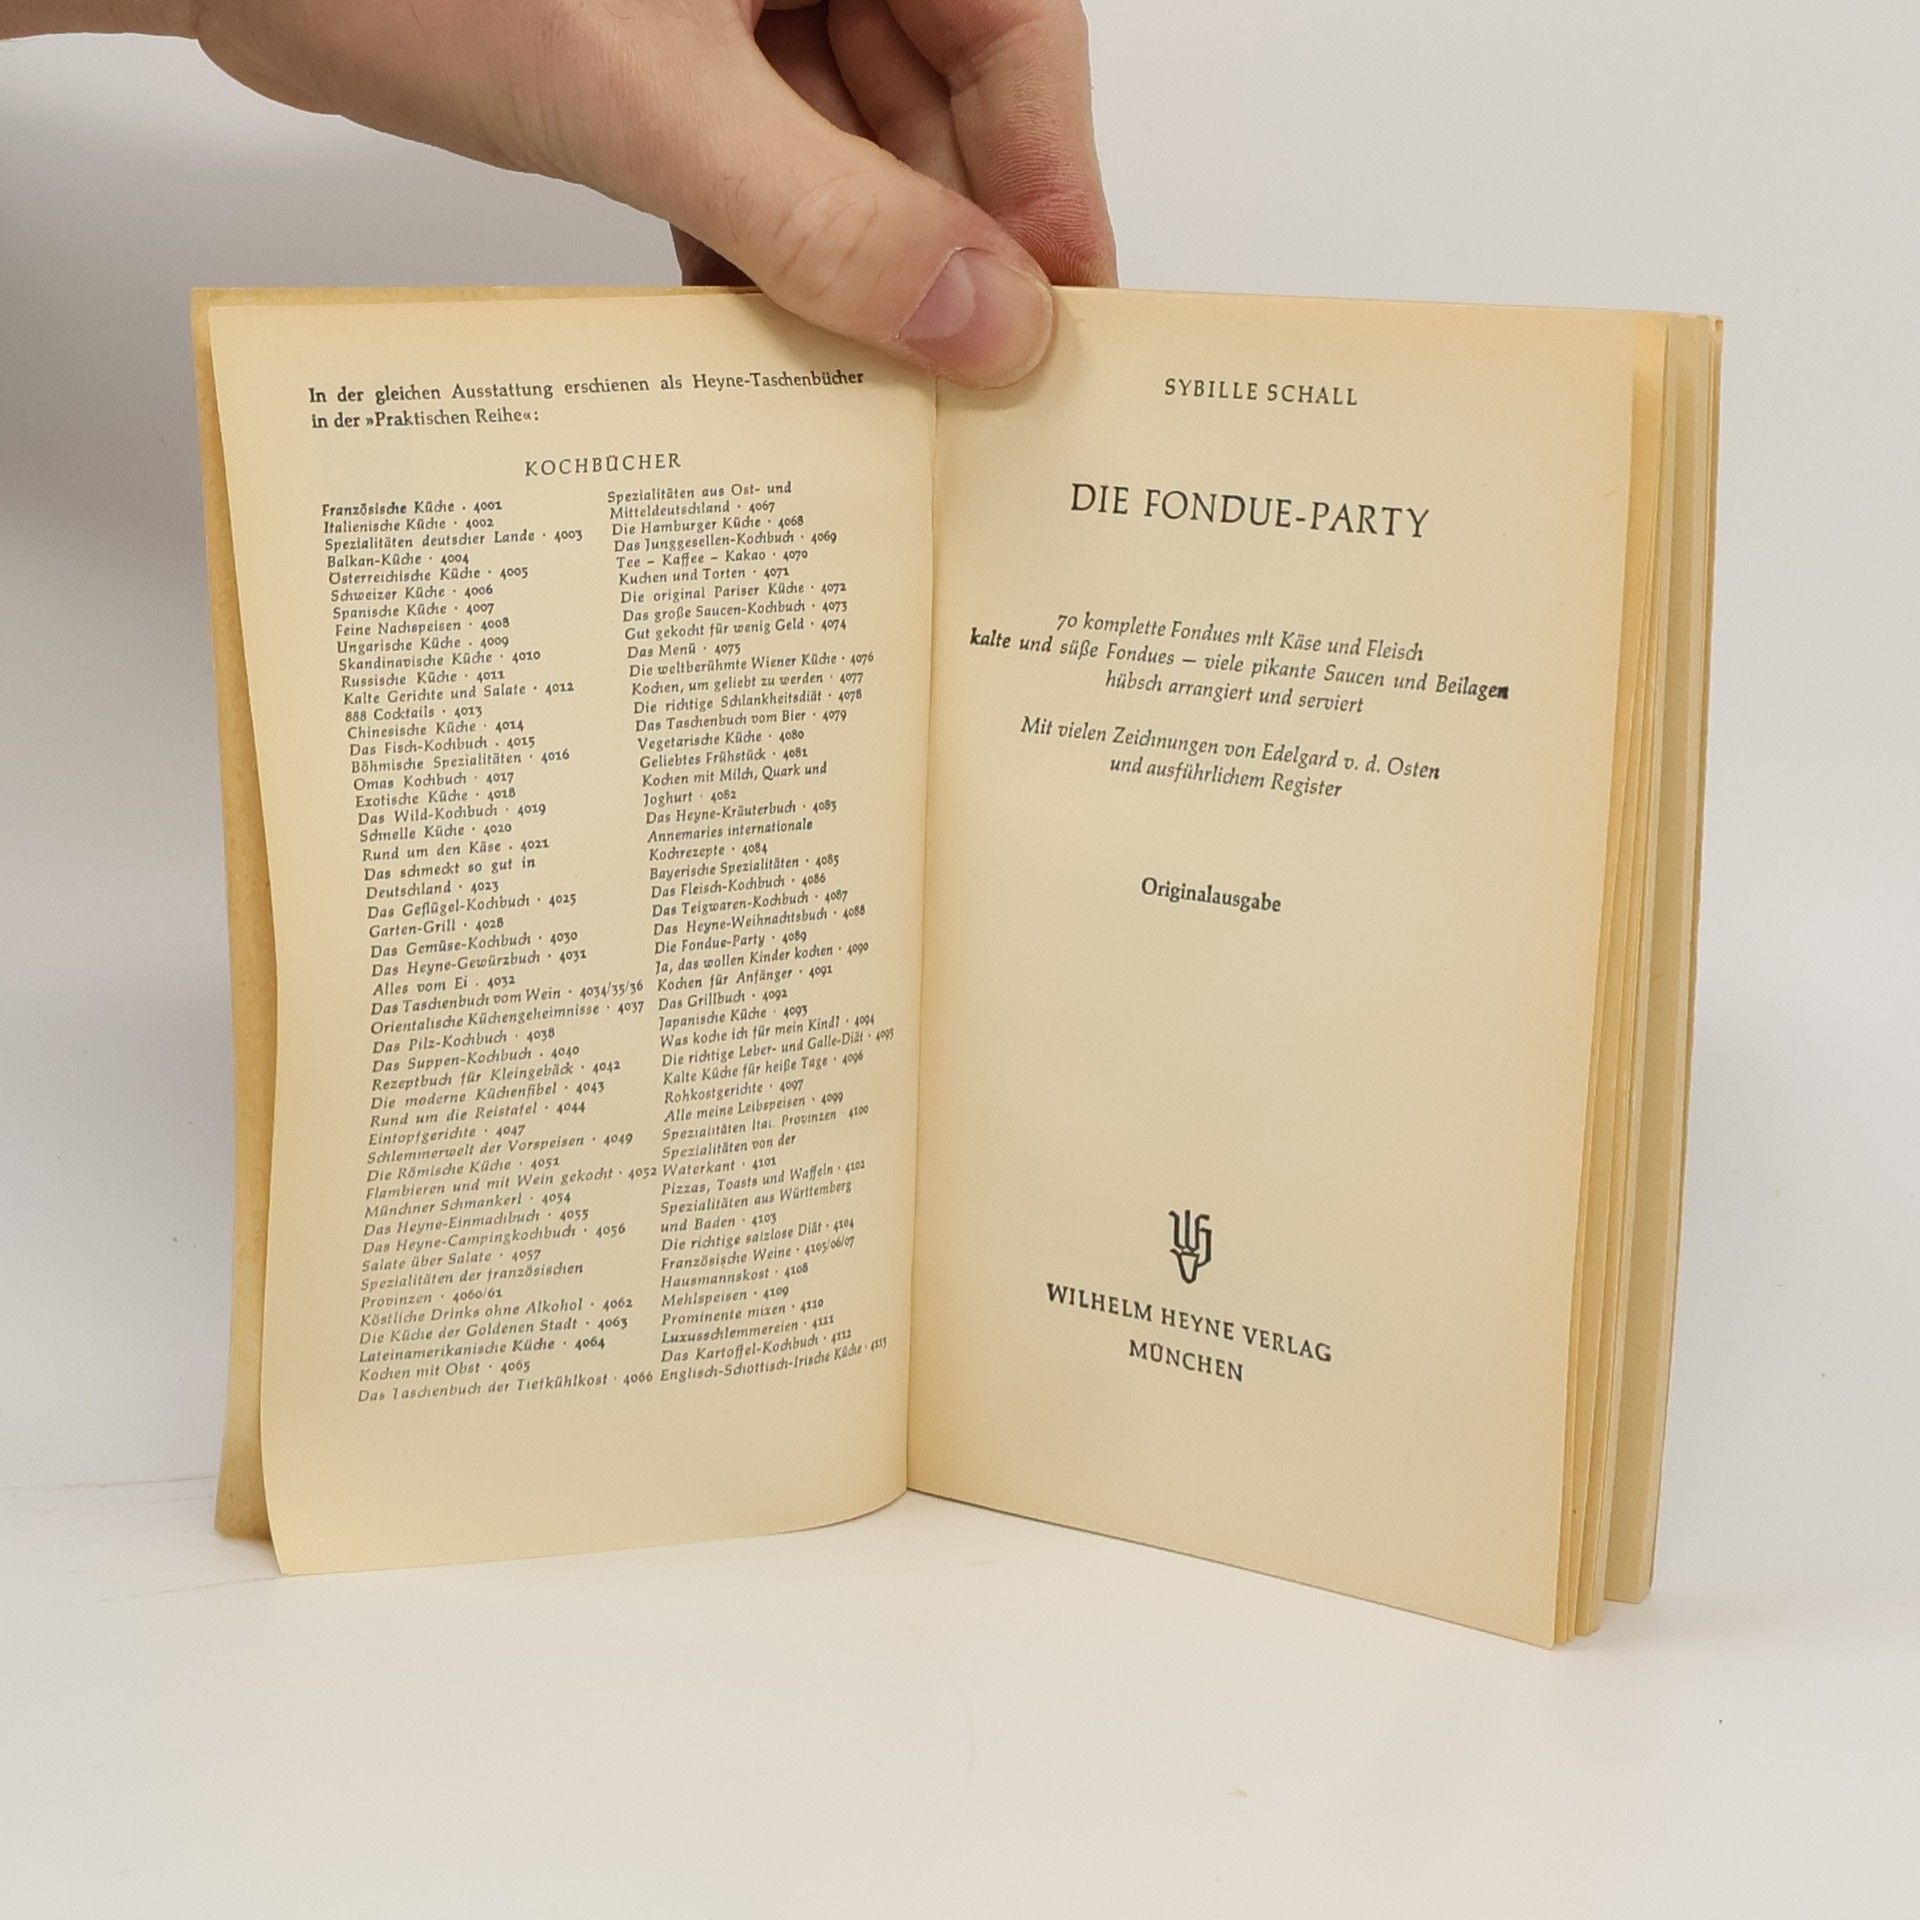 In der gleichen Ausstattung erschienen als Heyne-Taschenbücher
in der »Praktischen Reihe«:
KOCHBÜCHER
Französische Küche · 4001
Italienische Küche · 4002
Spezialitäten deutscher Lande · 4003
Balkan-Küche · 4004
Österreichische Küche · 4005
Schweizer Küche · 4006
Spanische Küche · 4007
Feine Nachspeisen · 4008
Ungarische Küche · 4009
Skandinavische Küche · 4010
Russische Küche · 4011
Kalte Gerichte und Salate · 4012
888 Cocktails · 4013
Chinesische Küche · 4014
Das Fisch-Kochbuch · 4015
Böhmische Spezialitäten · 4016
Omas Kochbuch · 4017
Exotische Küche · 4018
Das Wild-Kochbuch · 4019
Schnelle Küche · 4020
Rund um den Käse · 4021
Das schmeckt so gut in
Deutschland · 4023
Das Geflügel-Kochbuch · 4025
Garten-Grill · 4028
Das Gemüse-Kochbuch · 4030
Das Heyne-Gewürzbuch · 4031
Alles vom Ei · 4032
Das Taschenbuch vom Wein · 4034/35/36
Orientalische Küchengeheimnisse · 4037
Das Pilz-Kochbuch · 4038
Das Suppen-Kochbuch · 4040
Rezeptbuch für Kleingebäck · 4042
Die moderne Küchenfibel · 4043
Rund um die Reistafel · 4044
Eintopfgerichte · 4047
Schlemmerwelt der Vorspeisen · 4049
Die Römische Küche · 4051
Flambieren und mit Wein gekocht · 4052
Münchner Schmankerl · 4054
Das Heyne-Einmachbuch · 4055
Das Heyne-Campingkochbuch · 4056
Salate über Salate · 4057
Spezialitäten der französischen
Provinzen · 4060/61
Köstliche Drinks ohne Alkohol · 4062
Die Küche der Goldenen Stadt · 4063
Lateinamerikanische Küche · 4064
Kochen mit Obst · 4065
Das Taschenbuch der Tiefkühlkost · 4066
Spezialitäten aus Ost- und
Mitteldeutschland · 4067
Die Hamburger Küche · 4068
Das Junggesellen-Kochbuch · 4069
Tee – Kaffee – Kakao · 4070
Kuchen und Torten · 4071
Die original Pariser Küche · 4072
Das große Saucen-Kochbuch · 4073
Gut gekocht für wenig Geld · 4074
Das Menü · 4075
Die weltberühmte Wiener Küche · 4076
Kochen, um geliebt zu werden · 4077
Die richtige Schlankheitsdiät · 4078
Das Taschenbuch vom Bier · 4079
Vegetarische Küche · 4080
Geliebtes Frühstück · 4081
Kochen mit Milch, Quark und
Joghurt · 4082
Das Heyne-Kräuterbuch · 4083
Annemaries internationale
Kochrezepte · 4084
Bayerische Spezialitäten · 4085
Das Fleisch-Kochbuch · 4086
Das Teigwaren-Kochbuch · 4087
Das Heyne-Weihnachtsbuch · 4088
Die Fondue-Party · 4089
Ja, das wollen Kinder kochen · 4090
Kochen für Anfänger · 4091
Das Grillbuch · 4092
Japanische Küche · 4093
Was koche ich für mein Kind? · 4094
Die richtige Leber- und Galle-Diät · 4095
Kalte Küche für heiße Tage · 4096
Rohkostgerichte · 4097
Alle meine Leibspeisen · 4099
Spezialitäten Ital. Provinzen · 4100
Spezialitäten von der
Waterkant · 4101
Pizzas, Toasts und Waffeln · 4102
Spezialitäten aus Württemberg
und Baden · 4103
Die richtige salzlose Diät · 4104
Französische Weine · 4105/06/07
Hausmannskost · 4108
Mehlspeisen · 4109
Prominente mixen · 4110
Luxusschlemmereien · 4111
Das Kartoffel-Kochbuch · 4112
Englisch-Schottisch-Irische Küche · 4113
SYBILLE SCHALL
DIE FONDUE-PARTY
70 komplette Fondues mit Käse und Fleisch
kalte und süße Fondues – viele pikante Saucen und Beilagen
hübsch arrangiert und serviert
Mit vielen Zeichnungen von Edelgard v. d. Osten
und ausführlichem Register
Originalausgabe
WILHELM HEYNE VERLAG
MÜNCHEN